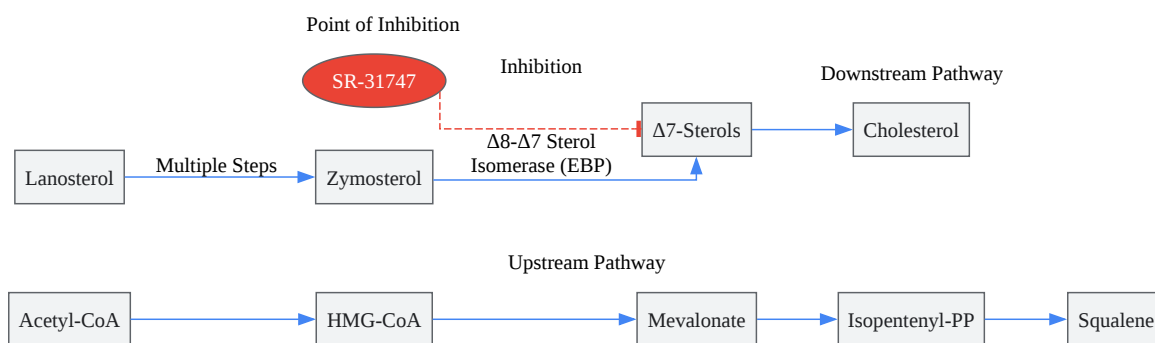 Point of Inhibition
SR-31747
Inhibition
Downstream Pathway
Δ7-Sterols
Cholesterol
Δ8-Δ7 Sterol
Isomerase (EBP)
Lanosterol
Multiple Steps
Zymosterol
Upstream Pathway
Acetyl-CoA
HMG-CoA
Mevalonate
Isopentenyl-PP
Squalene